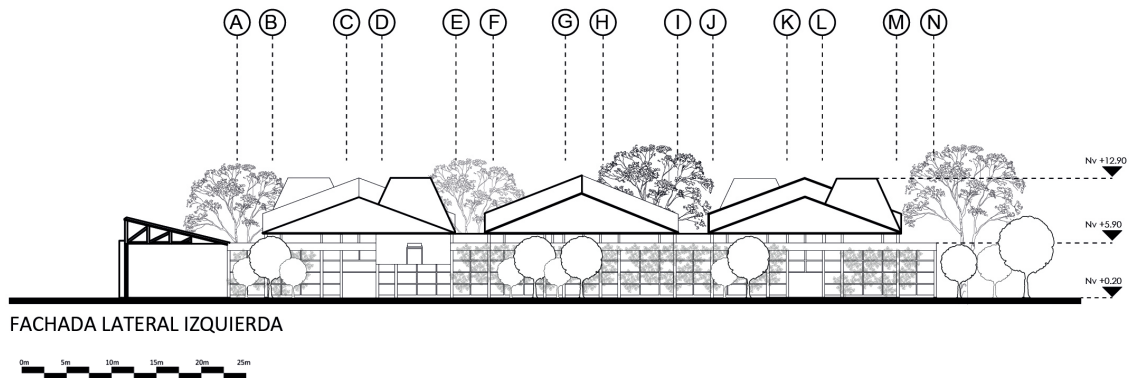 A B C D E F G H I J K L M N
Nv +12.90
Nv +5.90
Nv +0.20
FACHADA LATERAL IZQUIERDA
0m 5m 10m 15m 20m 25m